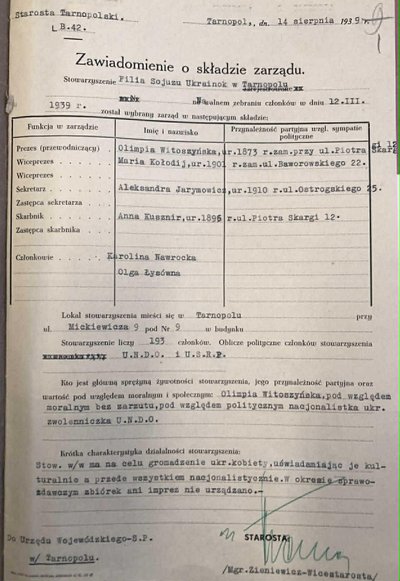 Starosta Tarnopolski.
L.B.42.
Tarnopol, dn. 14 sierpnia 1939 r.
Zawiadomienie o składzie zarządu.
Stowarzyszenie Filia Sojuzu Ukrainok w Tarnopolu
na walnem zebraniu członków w dniu 12.III.
1939 r. został wybrany zarząd w następującym składzie:
Funkcja w zarządzie Imię i nazwisko Przynależność partyjna wzgl. sympatie polityczne
Prezes (przewodniczący) Olimpia Witoszyńska,ur.1873 r.zam.przy ul.Piotra Skargi 12
Wiceprezes Maria Kołodij,ur.1901 r.zam.ul.Baworowskiego 22.
Wiceprezes
Sekretarz Aleksandra Jarymowicz,ur.1910 r.ul.Ostrogskiego 25.
Zastępca sekretarza
Skarbnik Anna Kusznir,ur.1896 r.ul.Piotra Skargi 12.
Zastępca skarbnika
Członkowie Karolina Nawrocka
Olga Łysówna
Lokal stowarzyszenia mieści się w Tarnopolu przy
ul. Mickiewicza 9 pod Nr 9 w budynku
Stowarzyszenie liczy 193 członków. Oblicze polityczne członków stowarzyszenia
U.N.D.O. i U.S.R.P.
Kto jest główną sprężyną żywotności stowarzyszenia, jego przynależność partyjna oraz
wartość pod względem moralnym i społecznym: Olimpia Witoszyńska,pod względem
moralnym bez zarzutu,pod względem politycznym nacjonalistka ukr.
zwolenniczka U.N.D.O.
Krótka charakterystyka działalności stowarzyszenia:
Stow. w/w ma na celu gromadzenie ukr.kobiety,uświadamiając je kul-
turalnie a przede wszystkiem nacjonalistycznie.W okresie sprawo-
zdawczym zbiórek ani imprez nie urządzano.-
Do Urzędu Wojewódzkiego-S.P.
w/ Tarnopolu.
STAROSTA:
/Mgr.Zieniewicz-Wicestarosta/